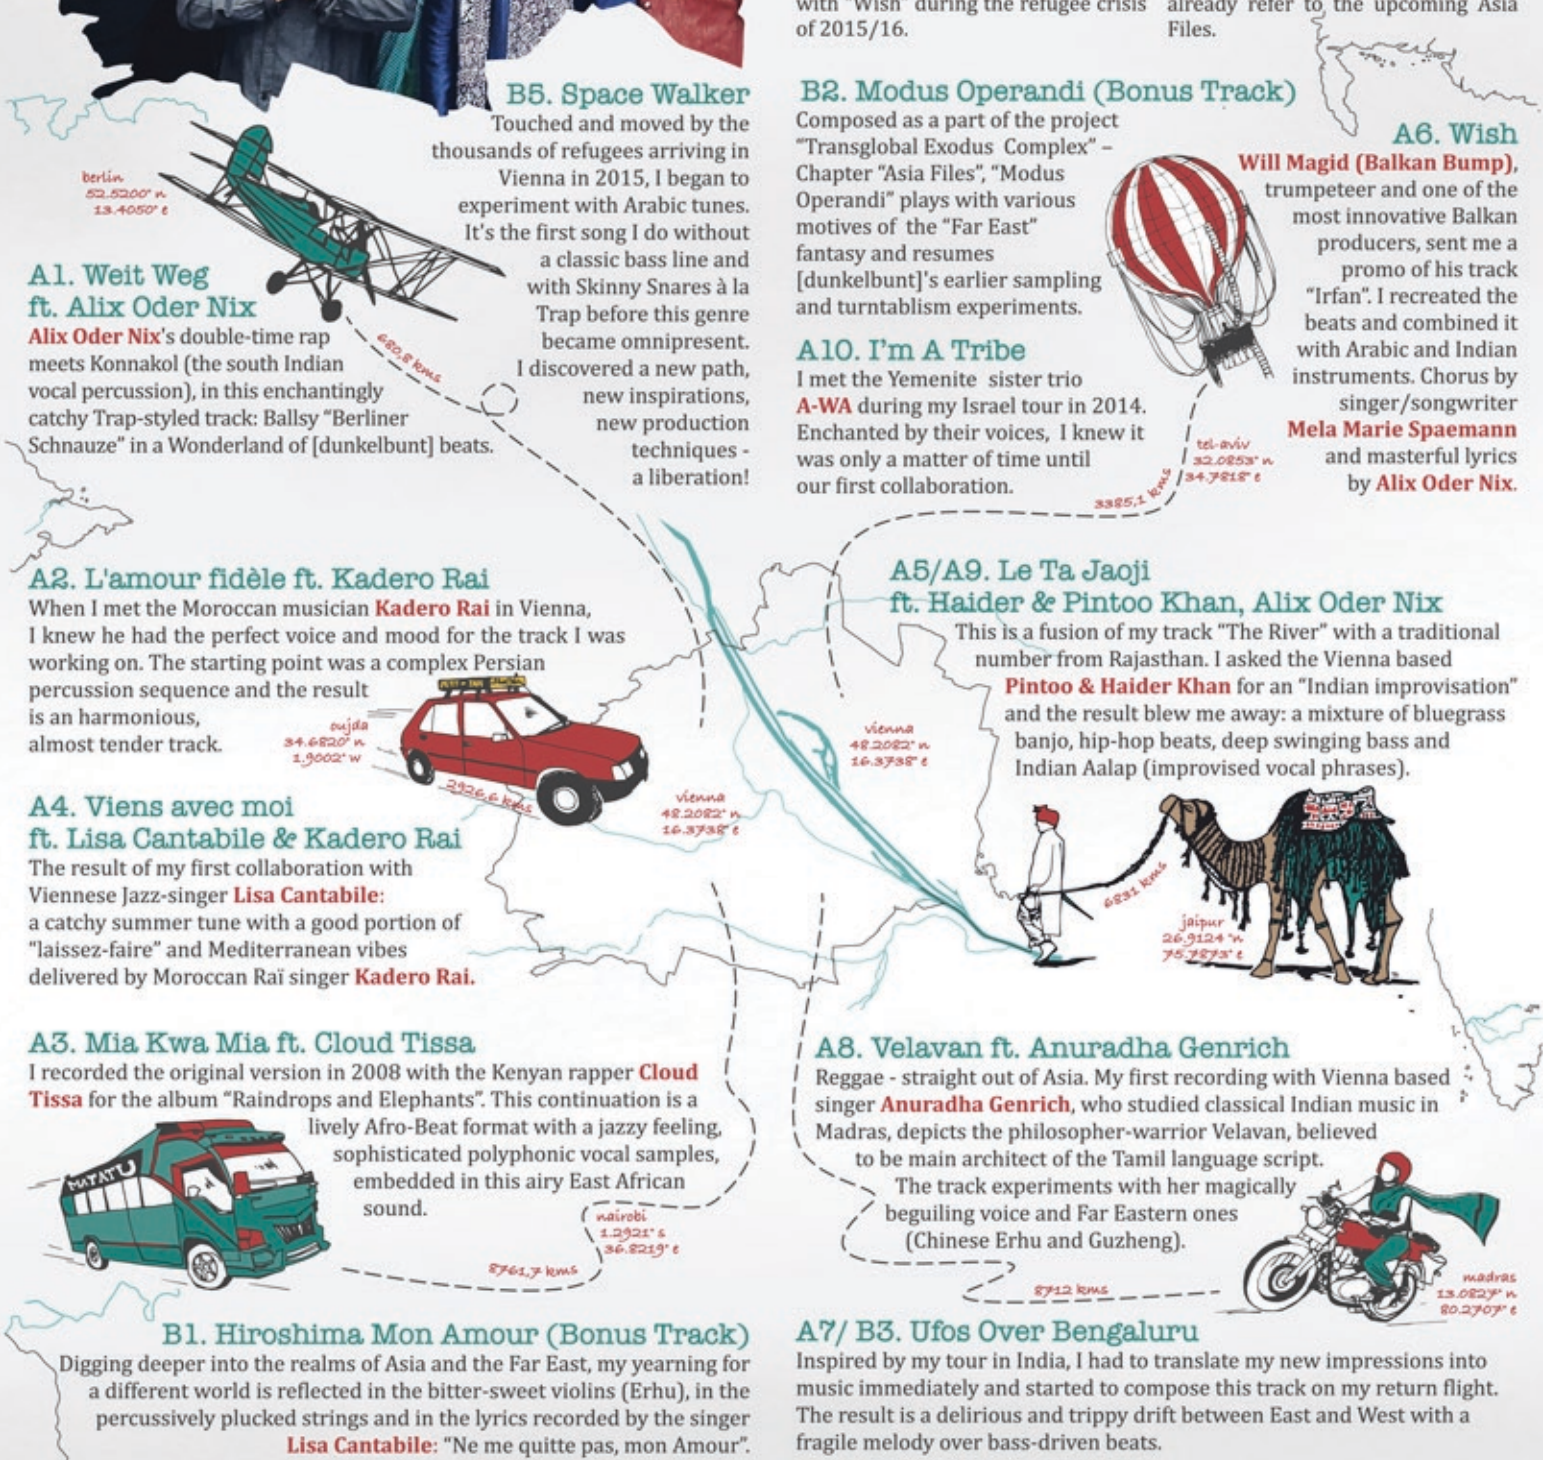 with "Wish" during the refugee crisis
of 2015/16.
already refer to the upcoming Asia
Files.
B5. Space Walker
Touched and moved by the
thousands of refugees arriving in
Vienna in 2015, I began to
experiment with Arabic tunes.
It's the first song I do without
a classic bass line and
with Skinny Snares à la
Trap before this genre
became omnipresent.
I discovered a new path,
new inspirations,
new production
techniques -
a liberation!
berlin
52.5200° n
13.4050° e
A1. Weit Weg
ft. Alix Oder Nix
Alix Oder Nix's double-time rap
meets Konnakol (the south Indian
vocal percussion), in this enchantingly
catchy Trap-styled track: Ballsy "Berliner
Schnauze" in a Wonderland of [dunkelbunt] beats.
680,8 kms
B2. Modus Operandi (Bonus Track)
Composed as a part of the project
"Transglobal Exodus Complex" –
Chapter "Asia Files", "Modus
Operandi" plays with various
motives of the "Far East"
fantasy and resumes
[dunkelbunt]'s earlier sampling
and turntablism experiments.
A10. I'm A Tribe
I met the Yemenite sister trio
A-WA during my Israel tour in 2014.
Enchanted by their voices, I knew it
was only a matter of time until
our first collaboration.
A6. Wish
Will Magid (Balkan Bump),
trumpeteer and one of the
most innovative Balkan
producers, sent me a
promo of his track
"Irfan". I recreated the
beats and combined it
with Arabic and Indian
instruments. Chorus by
singer/songwriter
Mela Marie Spaemann
and masterful lyrics
by Alix Oder Nix.
tel-aviv
32.0853° n
34.7818° e
3385,1 kms
A2. L'amour fidèle ft. Kadero Rai
When I met the Moroccan musician Kadero Rai in Vienna,
I knew he had the perfect voice and mood for the track I was
working on. The starting point was a complex Persian
percussion sequence and the result
is an harmonious,
almost tender track.
oujda
34.6820° n
1.9002° w
2926,6 kms
vienna
48.2082° n
16.3738° e
vienna
48.2082° n
16.3738° e
A5/A9. Le Ta Jaoji
ft. Haider & Pintoo Khan, Alix Oder Nix
This is a fusion of my track "The River" with a traditional
number from Rajasthan. I asked the Vienna based
Pintoo & Haider Khan for an "Indian improvisation"
and the result blew me away: a mixture of bluegrass
banjo, hip-hop beats, deep swinging bass and
Indian Aalap (improvised vocal phrases).
6831 kms
jaipur
26.9124 °n
75.7873° e
A4. Viens avec moi
ft. Lisa Cantabile & Kadero Rai
The result of my first collaboration with
Viennese Jazz-singer Lisa Cantabile:
a catchy summer tune with a good portion of
"laissez-faire" and Mediterranean vibes
delivered by Moroccan Raï singer Kadero Rai.
A3. Mia Kwa Mia ft. Cloud Tissa
I recorded the original version in 2008 with the Kenyan rapper Cloud
Tissa for the album "Raindrops and Elephants". This continuation is a
lively Afro-Beat format with a jazzy feeling,
sophisticated polyphonic vocal samples,
embedded in this airy East African
sound.
MATATU
nairobi
1.2921° s
36.8219° e
8761,7 kms
A8. Velavan ft. Anuradha Genrich
Reggae - straight out of Asia. My first recording with Vienna based
singer Anuradha Genrich, who studied classical Indian music in
Madras, depicts the philosopher-warrior Velavan, believed
to be main architect of the Tamil language script.
The track experiments with her magically
beguiling voice and Far Eastern ones
(Chinese Erhu and Guzheng).
8712 kms
madras
13.0827° n
80.2707° e
B1. Hiroshima Mon Amour (Bonus Track)
Digging deeper into the realms of Asia and the Far East, my yearning for
a different world is reflected in the bitter-sweet violins (Erhu), in the
percussively plucked strings and in the lyrics recorded by the singer
Lisa Cantabile: "Ne me quitte pas, mon Amour".
A7/ B3. Ufos Over Bengaluru
Inspired by my tour in India, I had to translate my new impressions into
music immediately and started to compose this track on my return flight.
The result is a delirious and trippy drift between East and West with a
fragile melody over bass-driven beats.